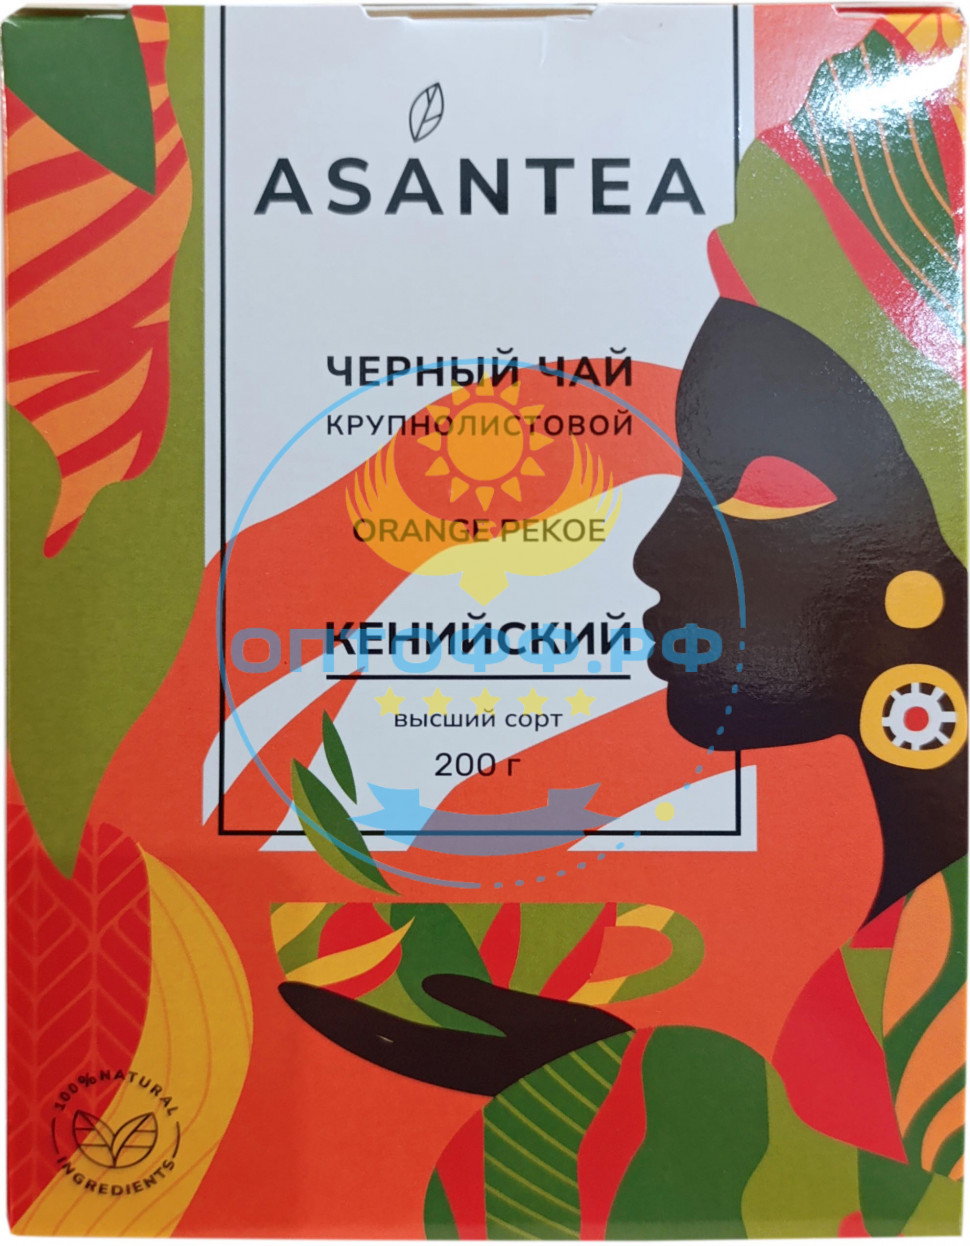 ASANTEA
ЧЕРНЫЙ ЧАЙ
КРУПНОЛИСТОВОЙ
ORANGE PEKOE
КЕНИЙСКИЙ
ОПТОФФ.РФ
высший сорт
200 г
100% NATURAL
INGREDIENTS